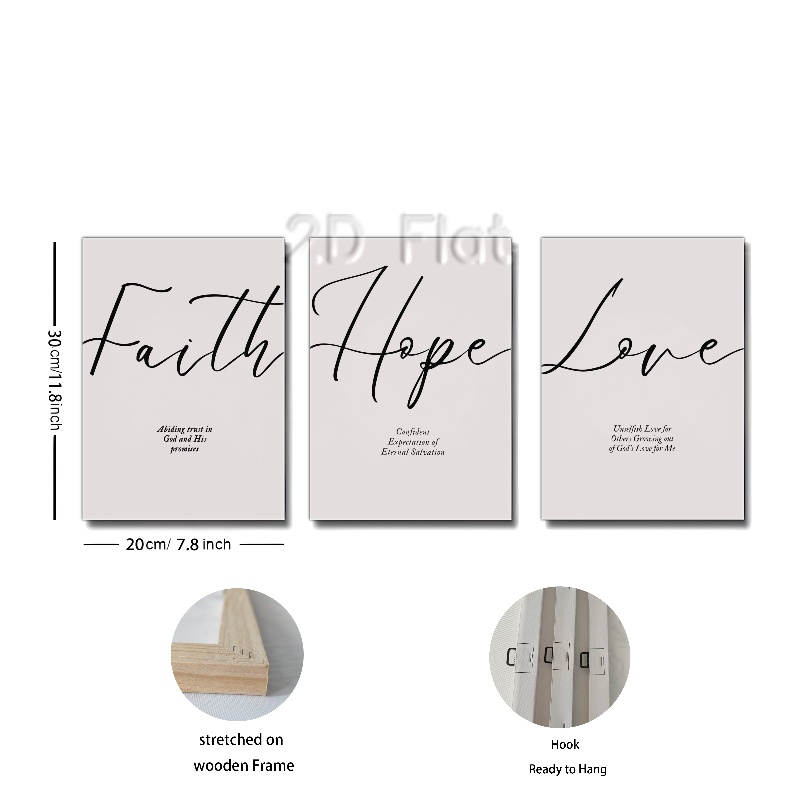 2.D Flat
Faith
Hope
Love
Abiding trust in
God and His
promises
Confident
Expectation of
Eternal Salvation
Unselfish Love for
Others Growing out
of God's Love for Me
30cm/11.8inch
20cm/ 7.8 inch
stretched on
wooden Frame
Hook
Ready to Hang